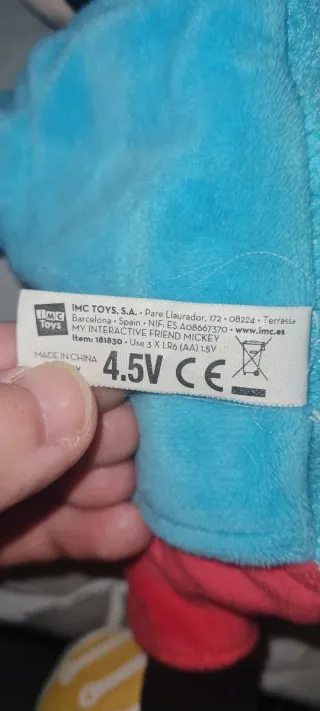 IMC Toys
IMC TOYS, S.A. • Pare Llaurador, 172 • 08224 • Terrassa
Barcelona • Spain • NIF: ES A08667370 • www.imc.es
MY INTERACTIVE FRIEND MICKEY
Item: 181830 • Use 3 X LR6 (AA) 1.5V
MADE IN CHINA
4.5V CE